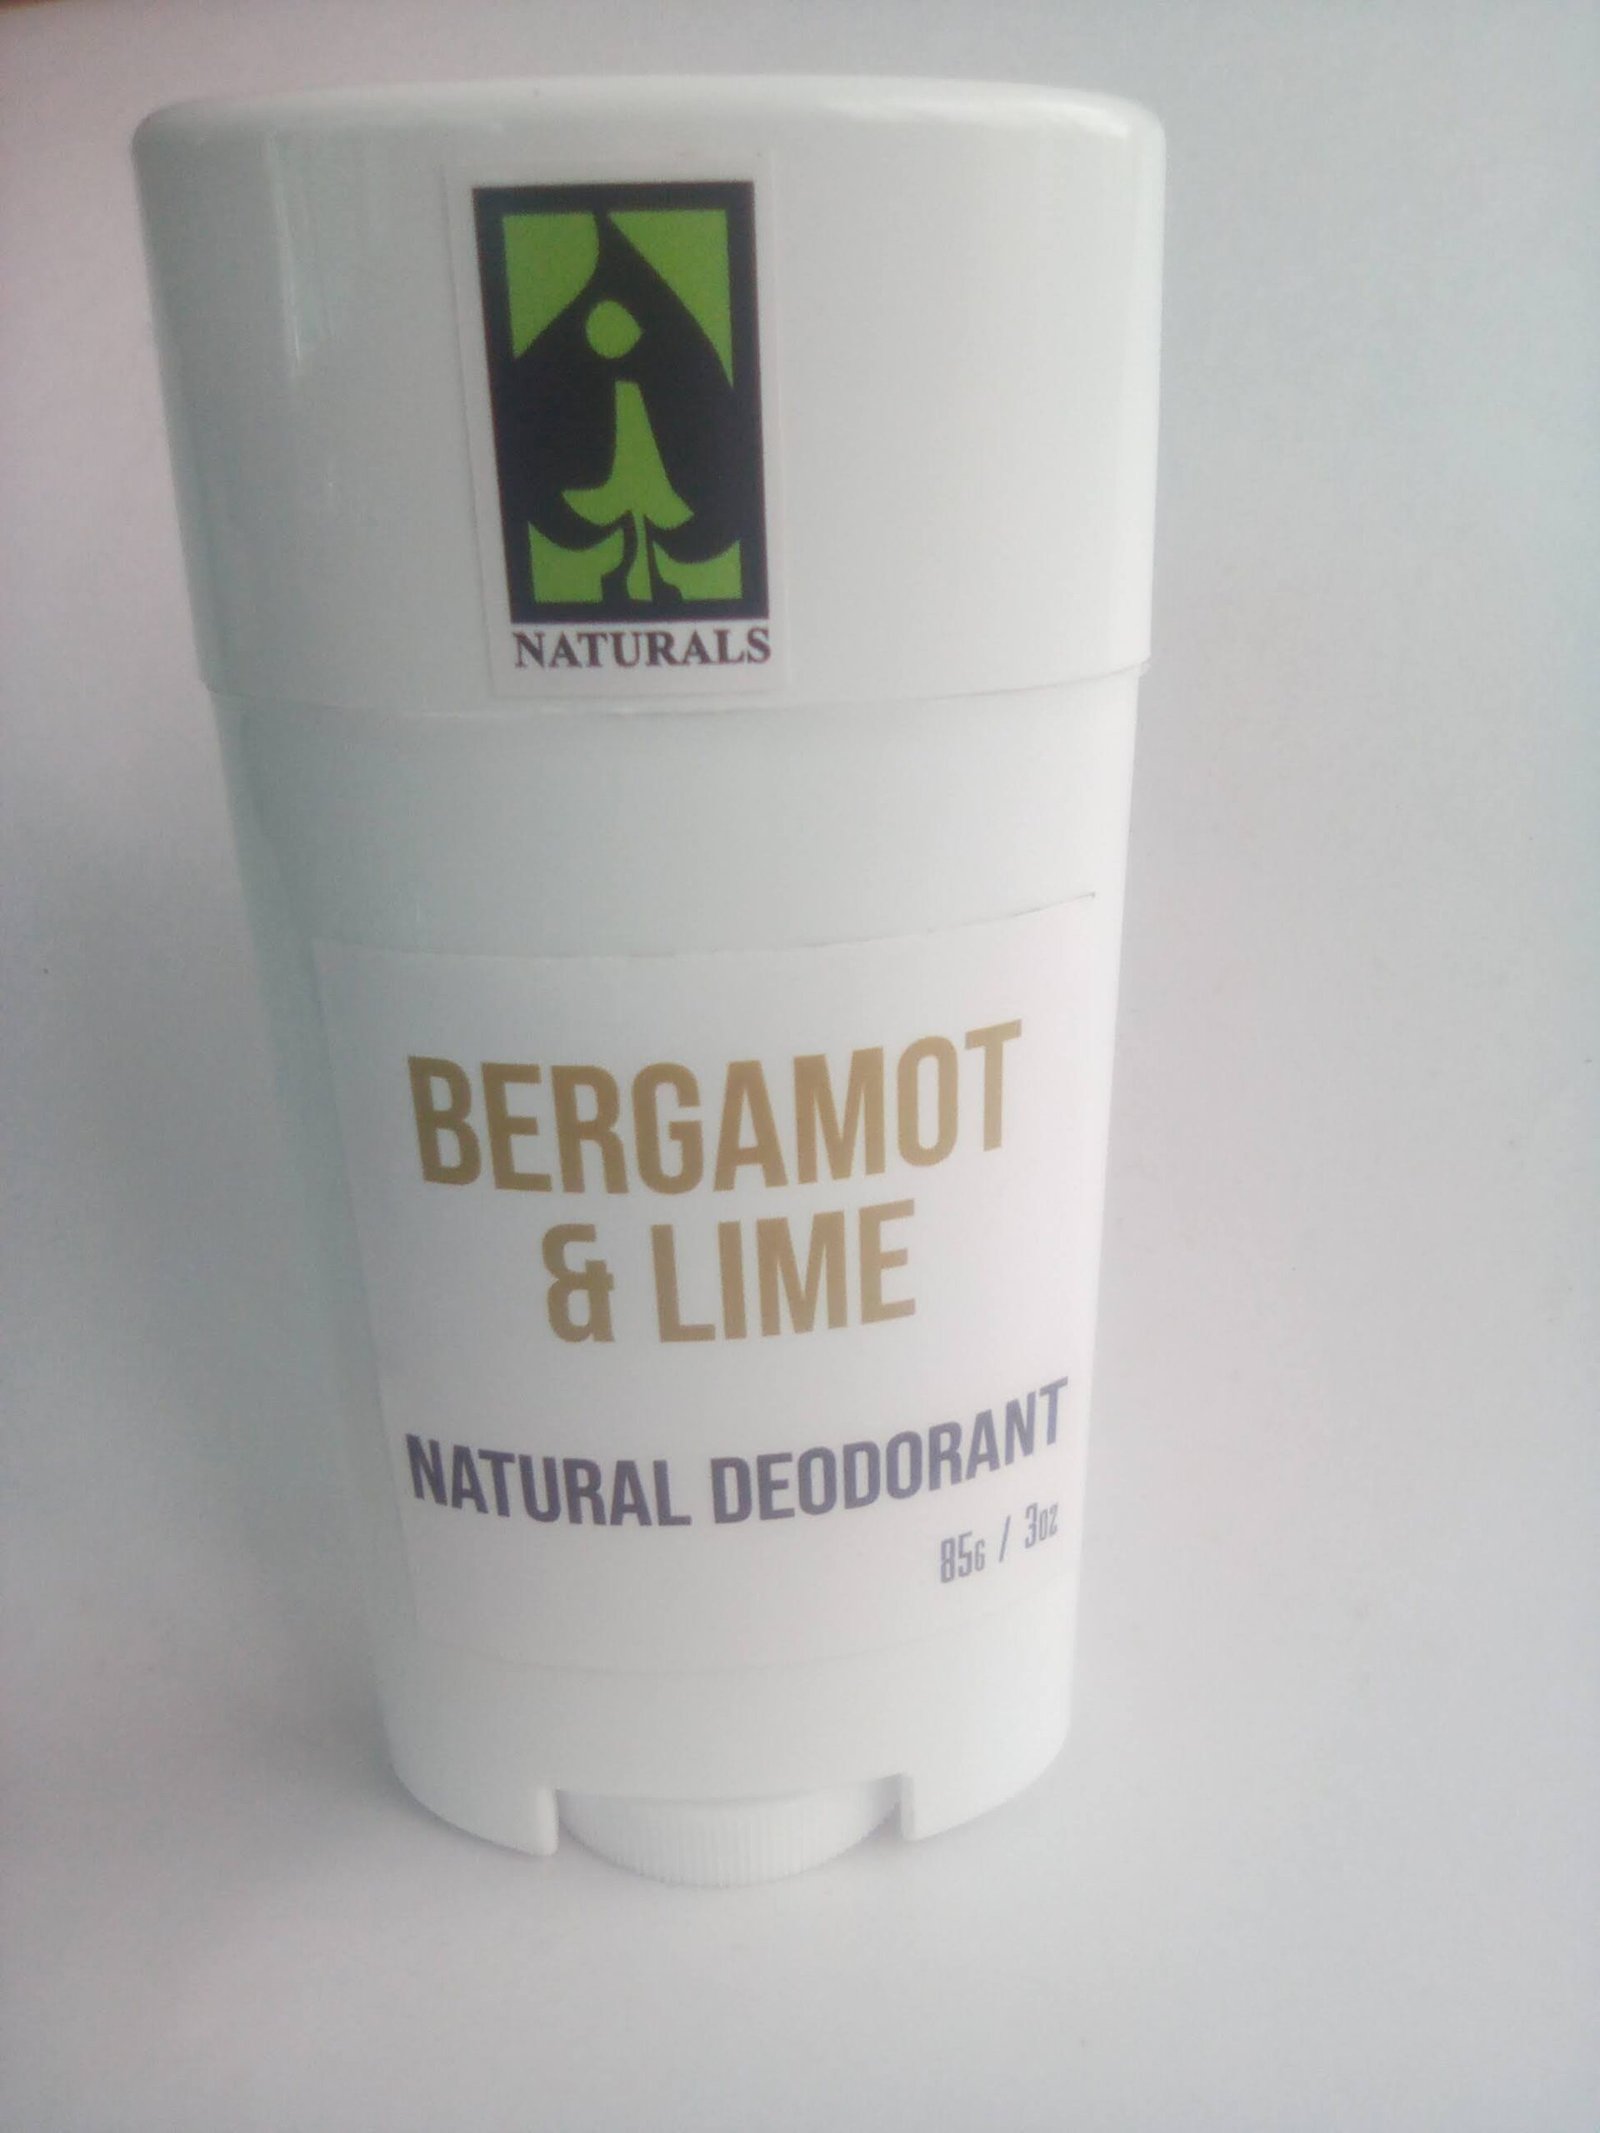 NATURALS
BERGAMOT
& LIME
NATURAL DEODORANT
85G / 3OZ